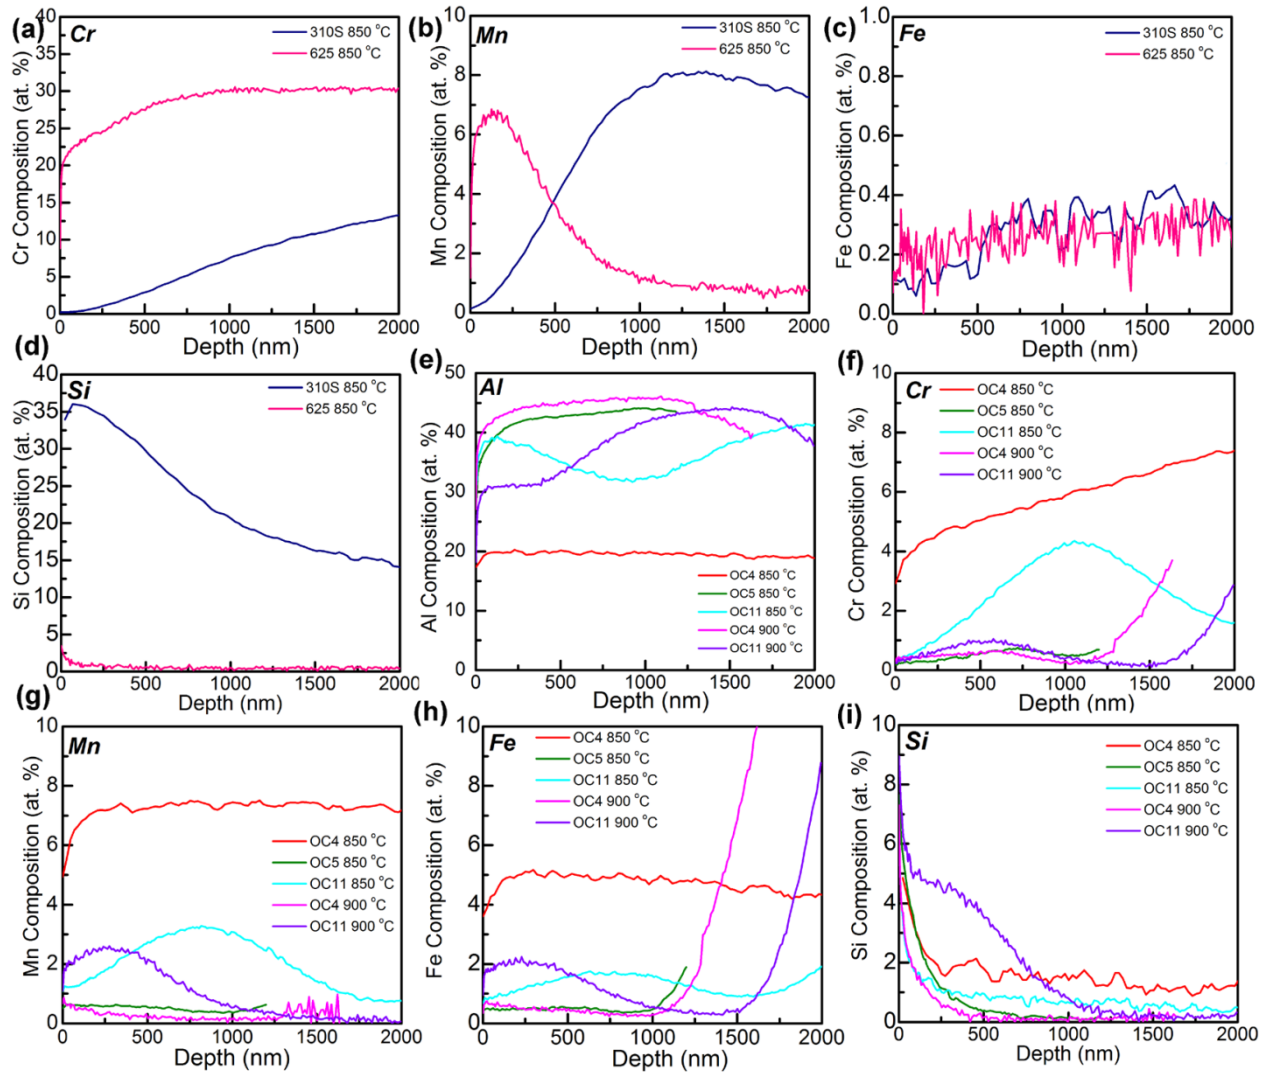 (a)
Cr
310S 850 °C
625 850 °C
Cr Composition (at. %)
40
35
30
25
20
15
10
5
0
0 500 1000 1500 2000
Depth (nm)
(b)
Mn
310S 850 °C
625 850 °C
Mn Composition (at. %)
10
8
6
4
2
0
0 500 1000 1500 2000
Depth (nm)
(c)
Fe
310S 850 °C
625 850 °C
Fe Composition (at. %)
1.0
0.8
0.6
0.4
0.2
0.0
0 500 1000 1500 2000
Depth (nm)
(d)
Si
310S 850 °C
625 850 °C
Si Composition (at. %)
40
35
30
25
20
15
10
5
0
0 500 1000 1500 2000
Depth (nm)
(e)
Al
Al Composition (at. %)
50
40
30
20
10
0
OC4 850 °C
OC5 850 °C
OC11 850 °C
OC4 900 °C
OC11 900 °C
0 500 1000 1500 2000
Depth (nm)
(f)
Cr
OC4 850 °C
OC5 850 °C
OC11 850 °C
OC4 900 °C
OC11 900 °C
Cr Composition (at. %)
10
8
6
4
2
0
0 500 1000 1500 2000
Depth (nm)
(g)
Mn
Mn Composition (at. %)
10
8
6
4
2
0
OC4 850 °C
OC5 850 °C
OC11 850 °C
OC4 900 °C
OC11 900 °C
0 500 1000 1500 2000
Depth (nm)
(h)
Fe
OC4 850 °C
OC5 850 °C
OC11 850 °C
OC4 900 °C
OC11 900 °C
Fe Composition (at. %)
10
8
6
4
2
0
0 500 1000 1500 2000
Depth (nm)
(i)
Si
OC4 850 °C
OC5 850 °C
OC11 850 °C
OC4 900 °C
OC11 900 °C
Si Composition (at. %)
10
8
6
4
2
0
0 500 1000 1500 2000
Depth (nm)